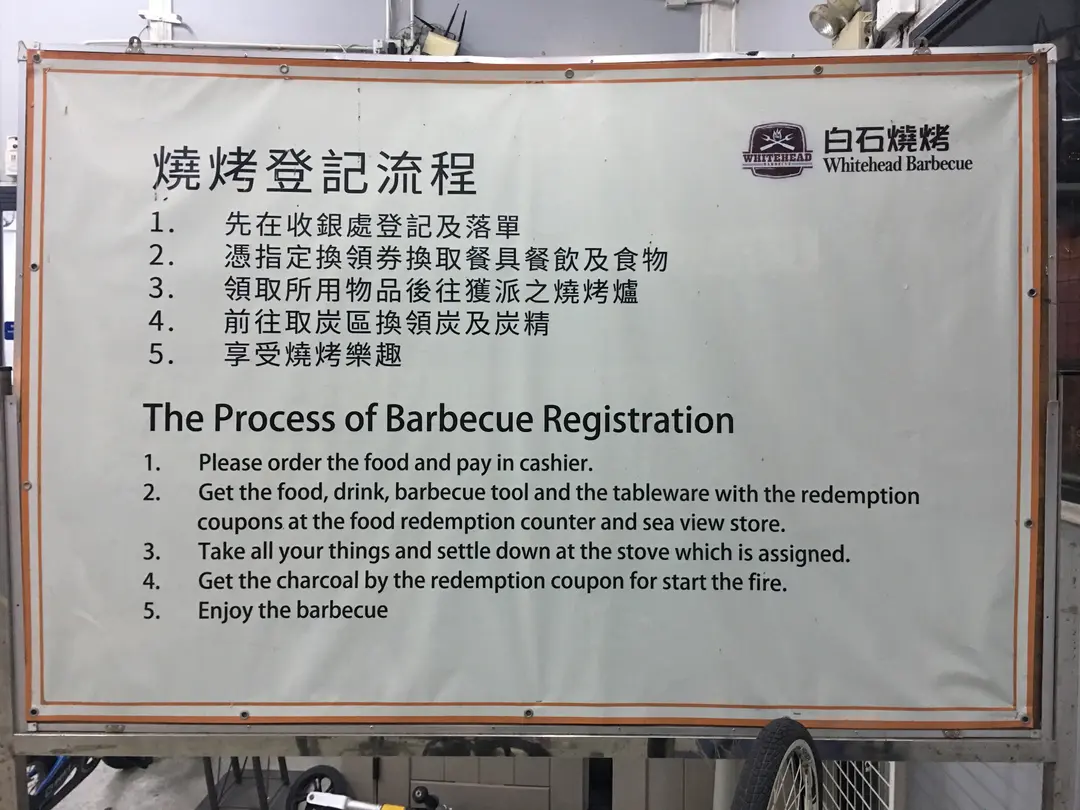 白石燒烤
WHITEHEAD
Whitehead Barbecue
燒烤登記流程
1. 先在收銀處登記及落單
2. 憑指定換領券換取餐具餐飲及食物
3. 領取所用物品後往獲派之燒烤爐
4. 前往取炭區換領炭及炭精
5. 享受燒烤樂趣
The Process of Barbecue Registration
1. Please order the food and pay in cashier.
2. Get the food, drink, barbecue tool and the tableware with the redemption
coupons at the food redemption counter and sea view store.
3. Take all your things and settle down at the stove which is assigned.
4. Get the charcoal by the redemption coupon for start the fire.
5. Enjoy the barbecue